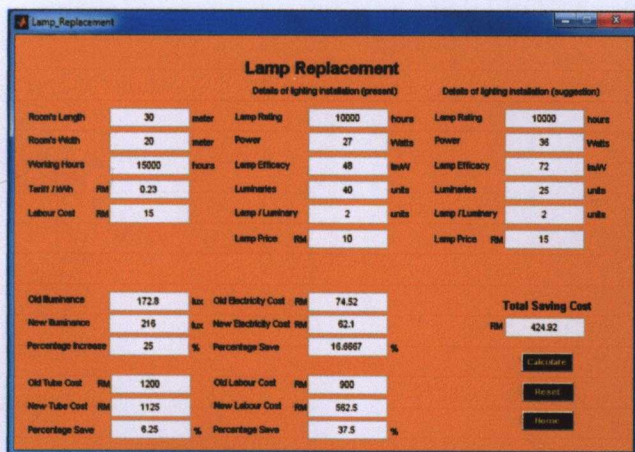 Lamp_Replacement
Lamp Replacement
Details of lighting installation (present)
Details of lighting installation (suggestion)
Room's Length 30 meter Lamp Rating 10000 hours Lamp Rating 10000 hours
Room's Width 20 meter Power 27 Watts Power 36 Watts
Working Hours 15000 hours Lamp Efficacy 48 lm/W Lamp Efficacy 72 lm/W
Tariff / kWh RM 0.23 Luminaries 40 units Luminaries 25 units
Labour Cost RM 15 Lamp / Luminary 2 units Lamp / Luminary 2 units
Lamp Price RM 10 Lamp Price RM 15
Old Illuminance 172.8 lux Old Electricity Cost RM 74.52
New Illuminance 216 lux New Electricity Cost RM 62.1
Percentage Increase 25 % Percentage Save 16.6667 %
Total Saving Cost
RM 424.92
Calculate
Reset
Home
Old Tube Cost RM 1200 Old Labour Cost RM 900
New Tube Cost RM 1125 New Labour Cost RM 562.5
Percentage Save 6.25 % Percentage Save 37.5 %